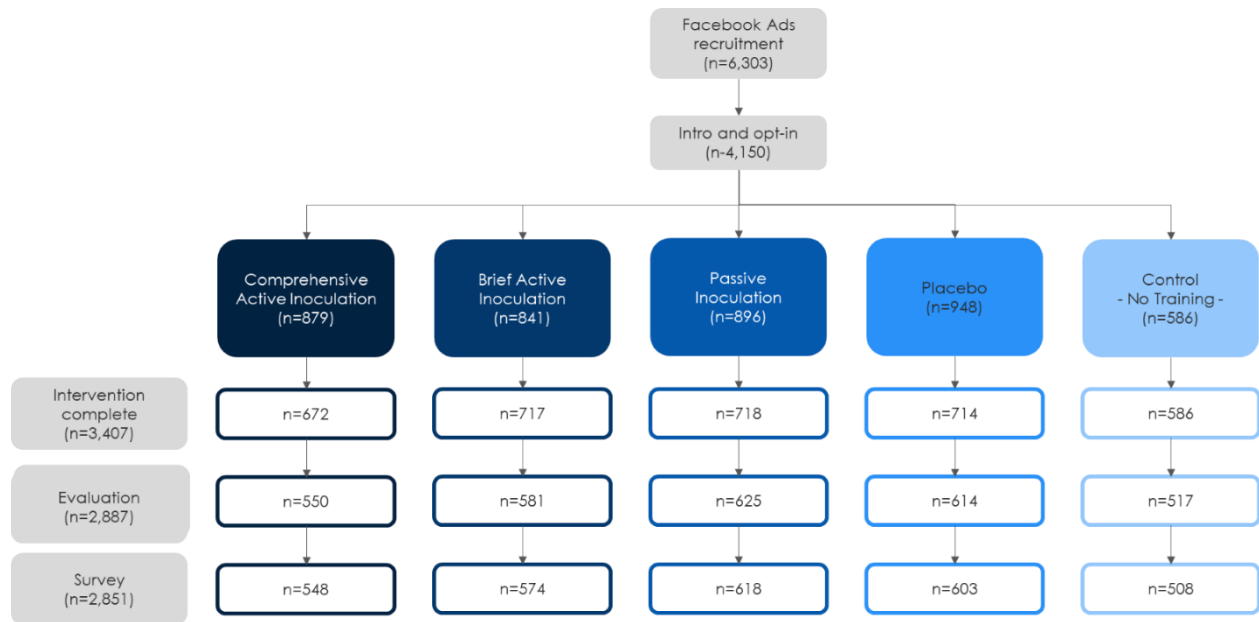 Facebook Ads
recruitment
(n=6,303)
Intro and opt-in
(n-4,150)
Comprehensive
Active Inoculation
(n=879)
Brief Active
Inoculation
(n=841)
Passive
Inoculation
(n=896)
Placebo
(n=948)
Control
- No Training -
(n=586)
Intervention
complete
(n=3,407)
n=672
n=717
n=718
n=714
n=586
Evaluation
(n=2,887)
n=550
n=581
n=625
n=614
n=517
Survey
(n=2,851)
n=548
n=574
n=618
n=603
n=508